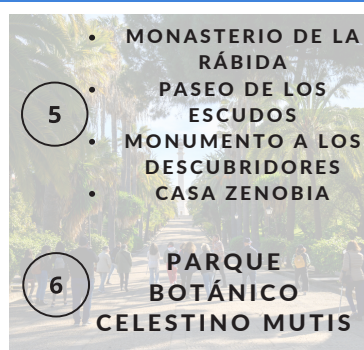 • MONASTERIO DE LA
RÁBIDA
• PASEO DE LOS
ESCUDOS
5
• MONUMENTO A LOS
DESCUBRIDORES
• CASA ZENOBIA
6
PARQUE
BOTÁNICO
CELESTINO MUTIS